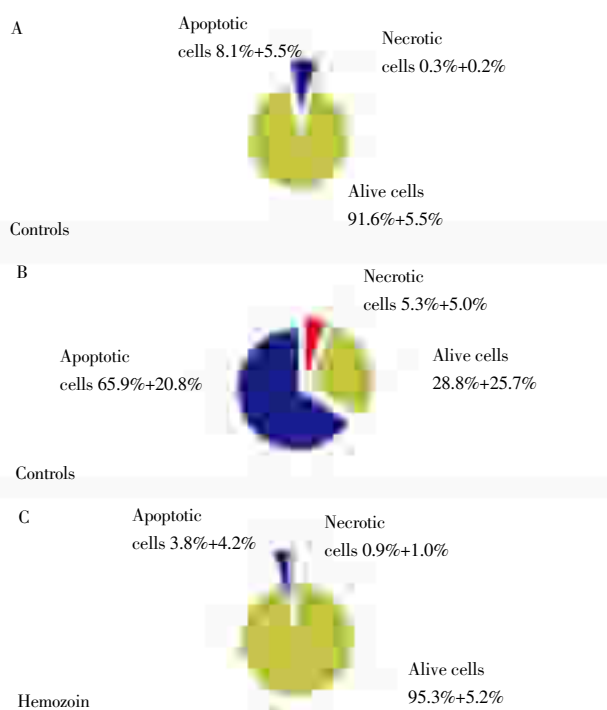 A
Apoptotic
cells 8.1%+5.5%
Necrotic
cells 0.3%+0.2%
Alive cells
91.6%+5.5%
Controls
B
Necrotic
cells 5.3%+5.0%
Apoptotic
cells 65.9%+20.8%
Alive cells
28.8%+25.7%
Controls
C
Apoptotic
cells 3.8%+4.2%
Necrotic
cells 0.9%+1.0%
Alive cells
95.3%+5.2%
Hemozoin